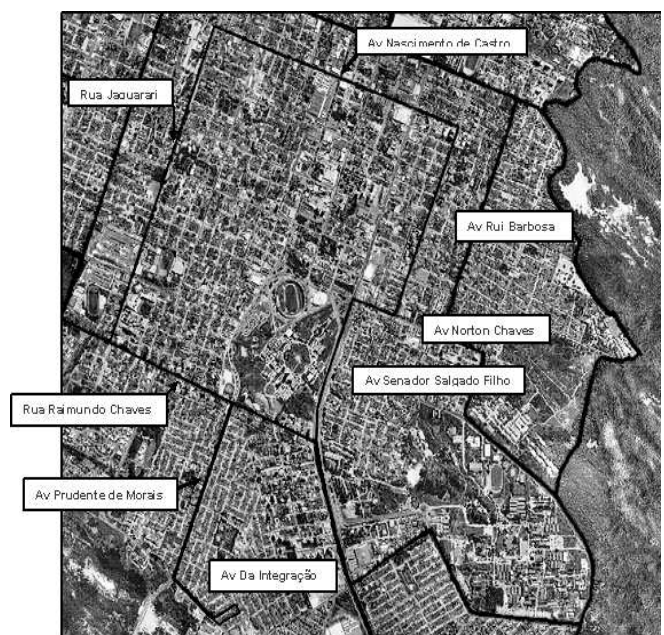 Av Nascimento de Castro
Rua Jaguarari
Av Rui Barbosa
Av Norton Chaves
Av Senador Salgado Filho
Rua Raimundo Chaves
Av Prudente de Morais
Av Da Integração